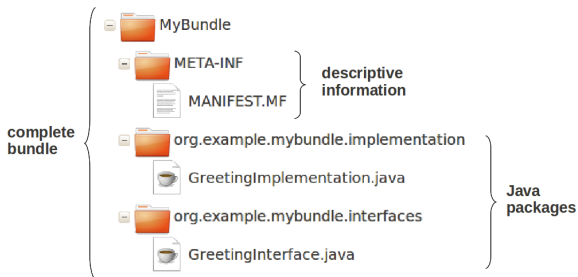 MyBundle
META-INF
descriptive
information
MANIFEST.MF
complete
bundle
org.example.mybundle.implementation
GreetingImplementation.java
Java
packages
org.example.mybundle.interfaces
GreetingInterface.java